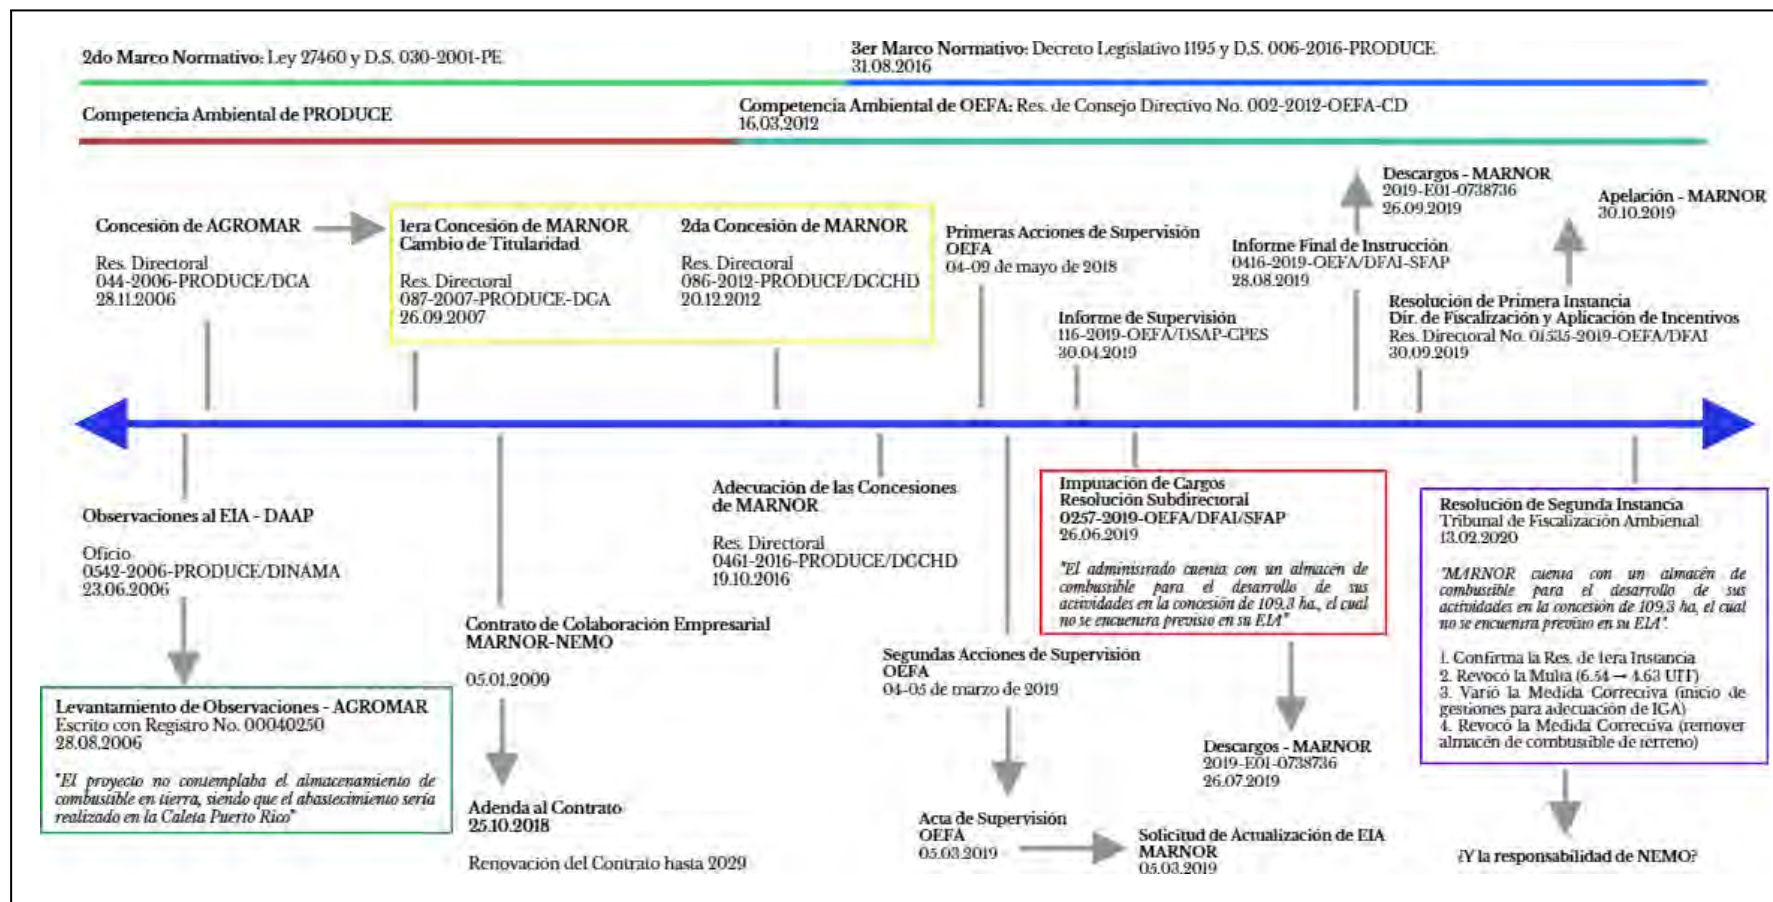 2do Marco Normativo: Ley 27460 y D.S. 030-2001-PE
3er Marco Normativo: Decreto Legislativo 1195 y D.S. 006-2016-PRODUCE
31.08.2016
Competencia Ambiental de PRODUCE
Competencia Ambiental de OEFA: Res. de Consejo Directivo No. 002-2012-OEFA-CD
16.03.2012
Concesión de AGROMAR
Res. Directoral
044-2006-PRODUCE/DGA
28.11.2006
1era Concesión de MARNOR
Cambio de Titularidad
Res. Directoral
087-2007-PRODUCE-DGA
26.09.2007
2da Concesión de MARNOR
Res. Directoral
086-2012-PRODUCE/DGCHD
20.12.2012
Primeras Acciones de Supervisión
OEFA
04-09 de mayo de 2018
Informe de Supervisión
116-2019-OEFA/DSAP-CPES
30.04.2019
Descargos - MARNOR
2019-E01-0738736
26.09.2019
Informe Final de Instrucción
0416-2019-OEFA/DFAI-SFAP
28.08.2019
Apelación - MARNOR
30.10.2019
Resolución de Primera Instancia
Dir. de Fiscalización y Aplicación de Incentivos
Res. Directoral No. 01535-2019-OEFA/DFAI
30.09.2019
Observaciones al EIA - DAAP
Oficio
0542-2006-PRODUCE/DINAMA
23.06.2006
Levantamiento de Observaciones - AGROMAR
Escrito con Registro No. 00040250
28.08.2006
"El proyecto no contemplaba el almacenamiento de
combustible en tierra, siendo que el abastecimiento sería
realizado en la Caleta Puerto Rico"
Contrato de Colaboración Empresarial
MARNOR-NEMO
05.01.2009
Adenda al Contrato
25.10.2018
Renovación del Contrato hasta 2029
Adecuación de las Concesiones
de MARNOR
Res. Directoral
0461-2016-PRODUCE/DGCHD
19.10.2016
Segundas Acciones de Supervisión
OEFA
04-05 de marzo de 2019
Acta de Supervisión
OEFA
05.03.2019
Solicitud de Actualización de EIA
MARNOR
05.03.2019
Imputación de Cargos
Resolución Subdirectoral
0257-2019-OEFA/DFAI/SFAP
26.06.2019
"El administrado cuenta con un almacén de
combustible para el desarrollo de sus
actividades en la concesión de 109.3 ha., el cual
no se encuentra previsto en su EIA"
Descargos - MARNOR
2019-E01-0738736
26.07.2019
Resolución de Segunda Instancia
Tribunal de Fiscalización Ambiental
13.02.2020
"MARNOR cuenta con un almacén de
combustible para el desarrollo de sus
actividades en la concesión de 109.3 ha, el cual
no se encuentra previsto en su EIA".
1. Confirma la Res. de 1era Instancia
2. Revocó la Multa (6.54 → 4.63 UIT)
3. Varió la Medida Correctiva (inicio de
gestiones para adecuación de IGA)
4. Revocó la Medida Correctiva (remover
almacén de combustible de terreno)
¿Y la responsabilidad de NEMO?